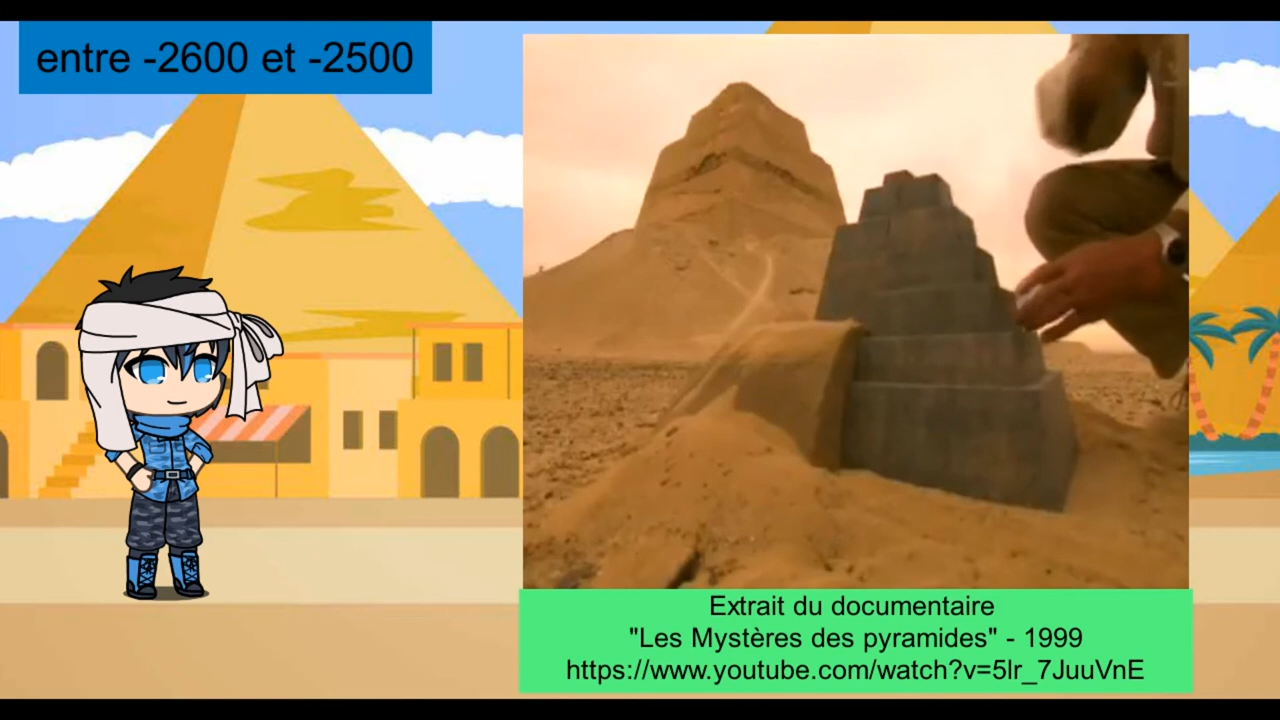 entre -2600 et -2500
Extrait du documentaire
"Les Mystères des pyramides" - 1999
https://www.youtube.com/watch?v=5lr_7JuuVnE